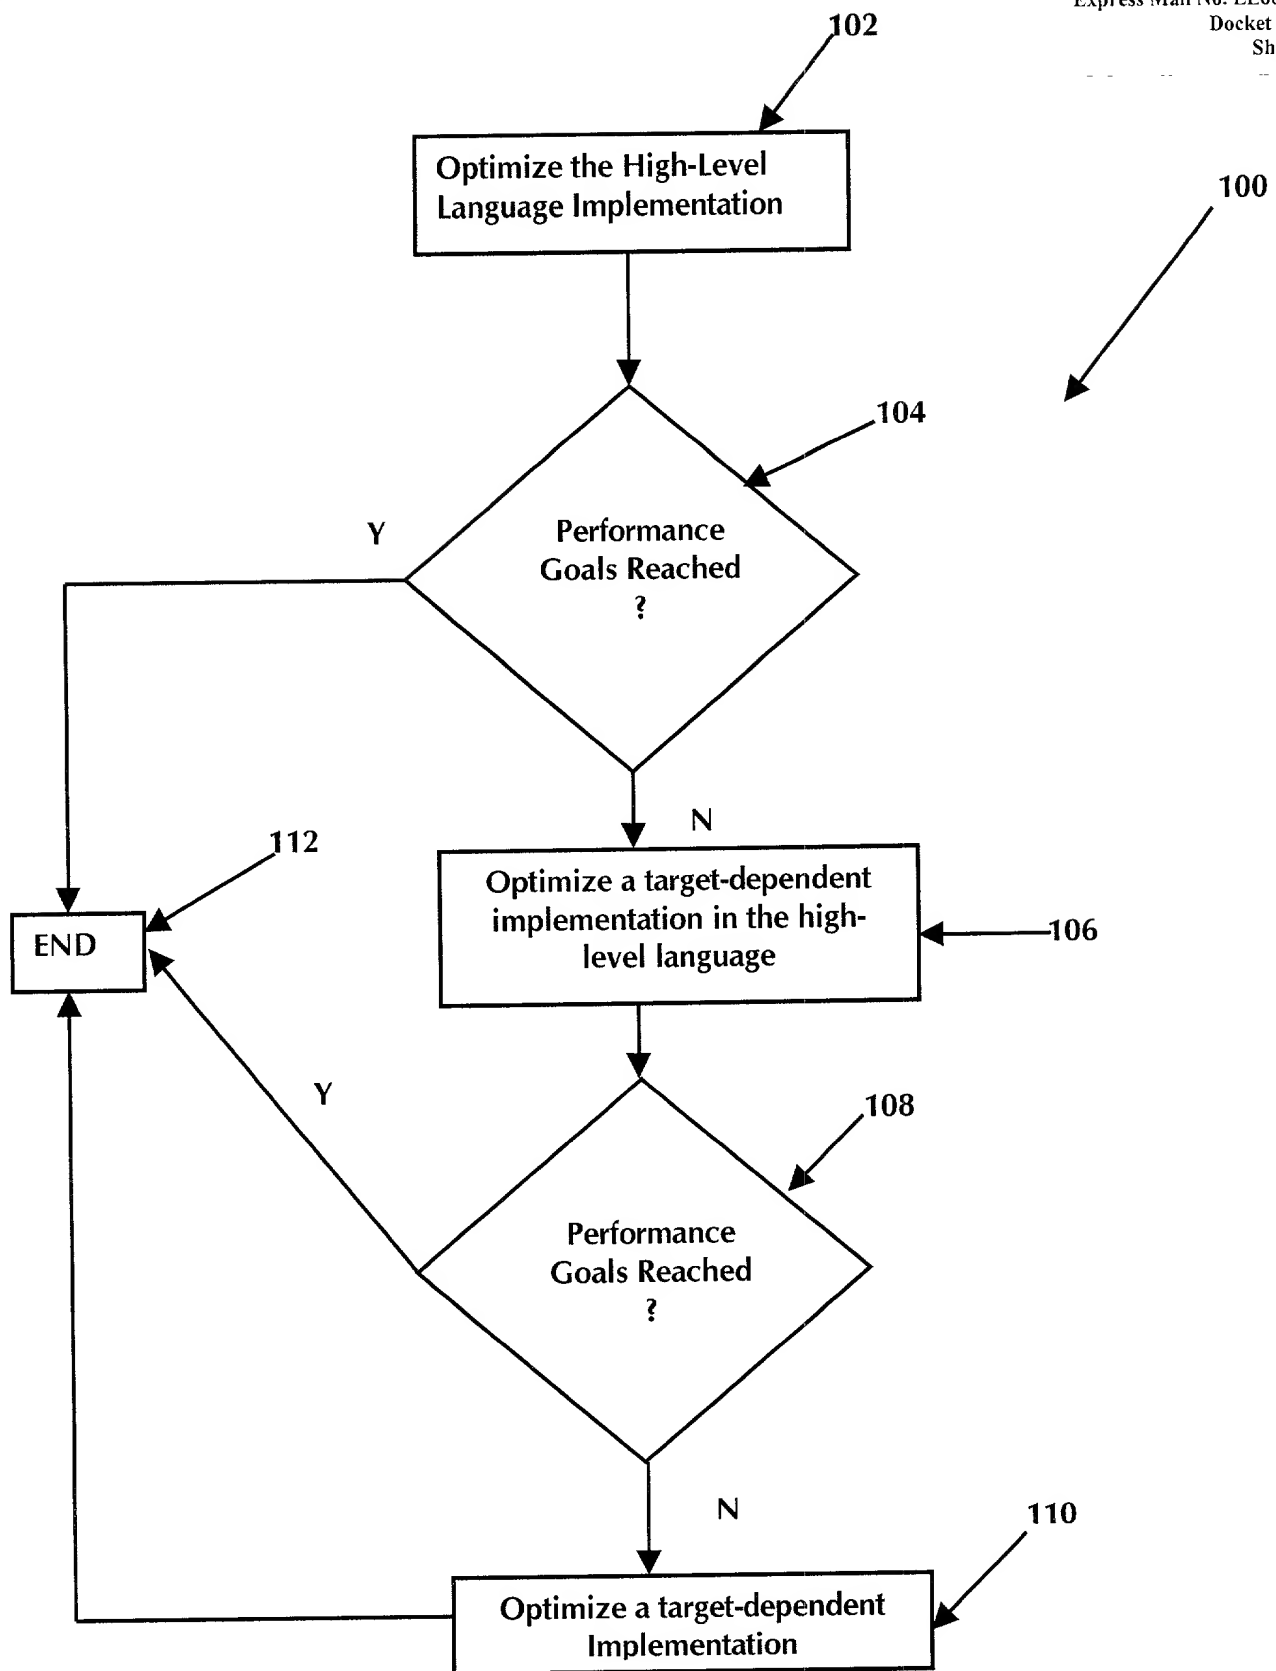 Docket
102
Optimize the High-Level
Language Implementation
100
104
Y
Performance
Goals Reached
?
N
112
END
Optimize a target-dependent
implementation in the high-
level language
106
Y
108
Performance
Goals Reached
?
N
110
Optimize a target-dependent
Implementation